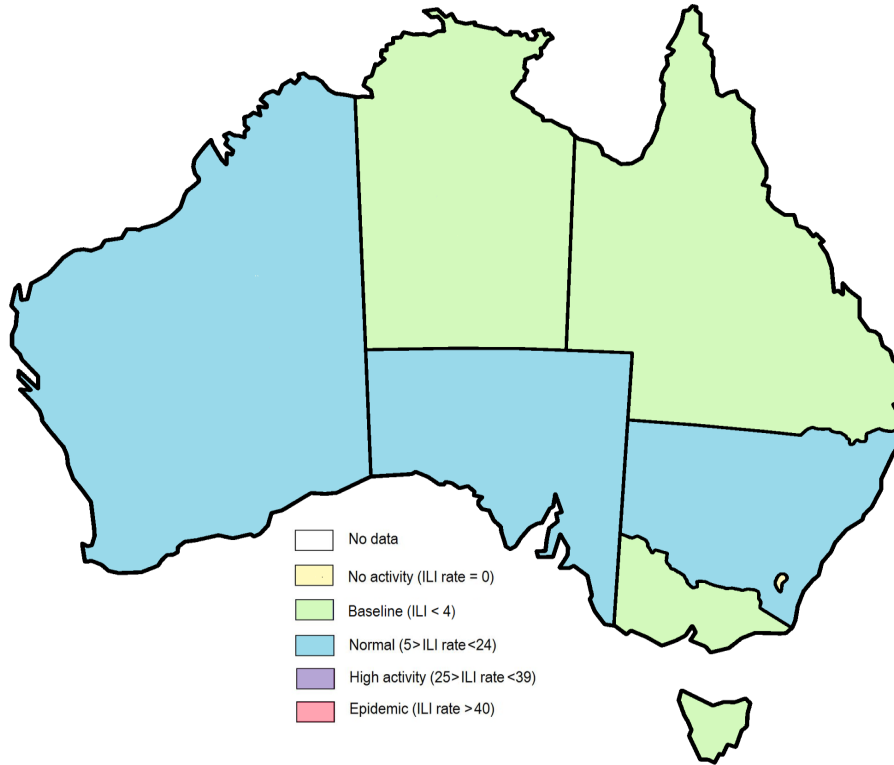 No data
No activity (ILI rate = 0)
Baseline (ILI < 4)
Normal (5>ILI rate<24)
High activity (25>ILI rate<39)
Epidemic (ILI rate >40)